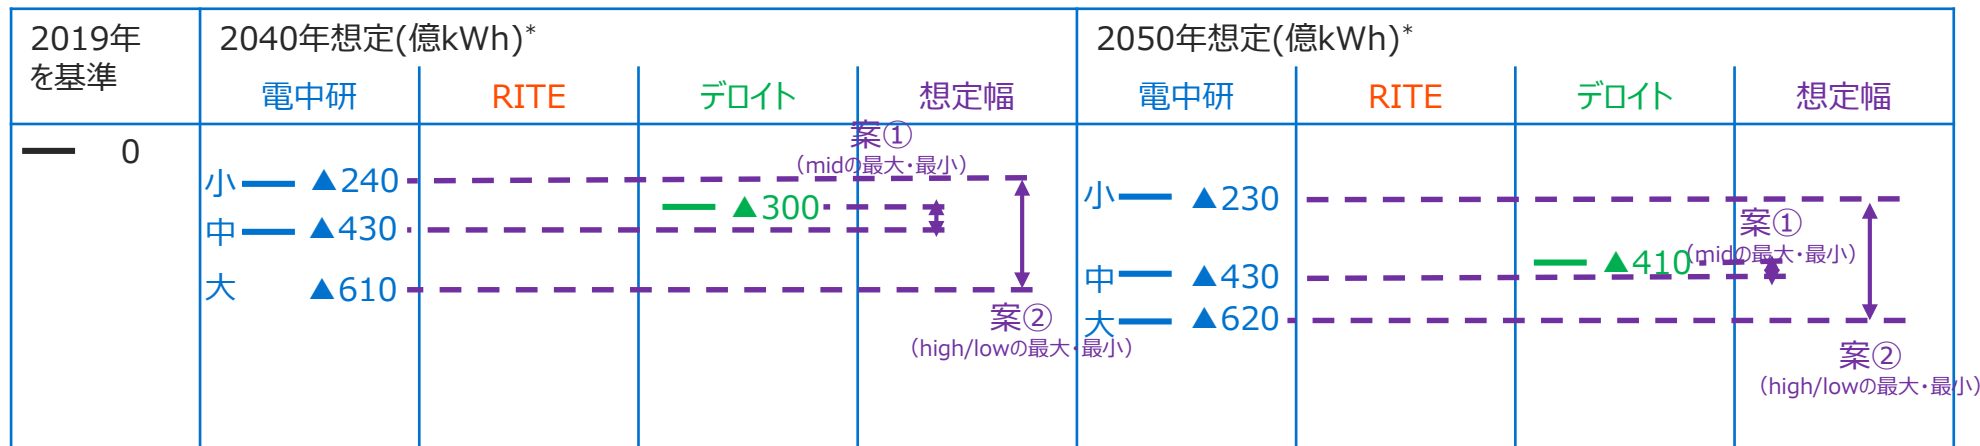 2019年
を基準
2040年想定(億kWh)*
2050年想定(億kWh)*
電中研
RITE
デロイト
想定幅
電中研
RITE
デロイト
想定幅
0
案①
（midの最大・最小）
小 ▲240
▲300
中 ▲430
大 ▲610
案②
（high/lowの最大・最小）
小 ▲230
案①
（midの最大・最小）
▲410
中 ▲430
大 ▲620
案②
（high/lowの最大・最小）